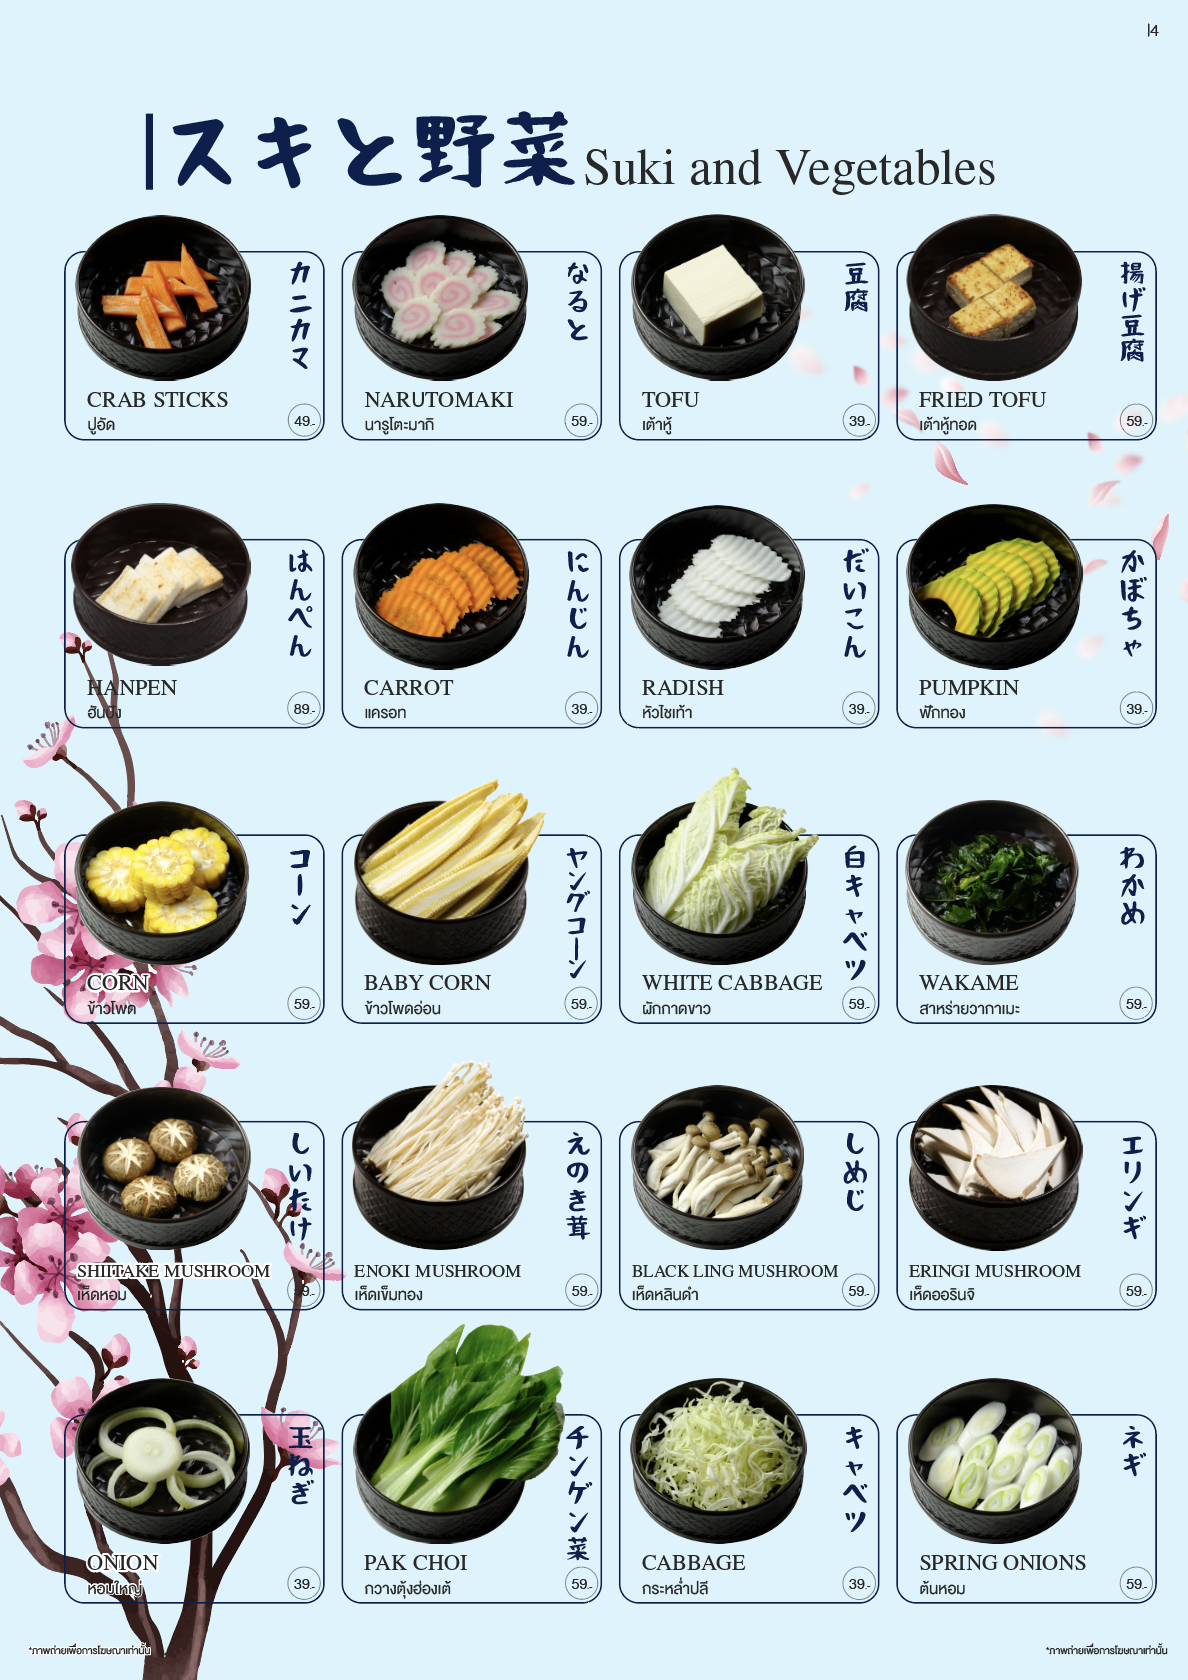 14
スキと野菜 Suki and Vegetables
カニカマ
CRAB STICKS
ปูอัด
49.-
なると
NARUTOMAKI
นารูโตะมากิ
59.-
豆腐
TOFU
เต้าหู้
39.-
揚げ豆腐
FRIED TOFU
เต้าหู้ทอด
59.-
はんぺん
HANPEN
ฮันปัง
89.-
にんじん
CARROT
แครอท
39.-
だいこん
RADISH
หัวไชเท้า
39.-
かぼちゃ
PUMPKIN
ฟักทอง
39.-
コーン
CORN
ข้าวโพด
59.-
ヤングコーン
BABY CORN
ข้าวโพดอ่อน
59.-
白キャベツ
WHITE CABBAGE
ผักกาดขาว
59.-
わかめ
WAKAME
สาหร่ายวากาเมะ
59.-
しいたけ
SHIITAKE MUSHROOM
เห็ดหอม
59.-
えのき茸
ENOKI MUSHROOM
เห็ดเข็มทอง
59.-
しめじ
BLACK LING MUSHROOM
เห็ดหลินดำ
59.-
エリンギ
ERINGI MUSHROOM
เห็ดออรินจิ
59.-
玉ねぎ
ONION
หอมใหญ่
39.-
チンゲン菜
PAK CHOI
กวางตุ้งฮ่องเต้
59.-
キャベツ
CABBAGE
กระหล่ำปลี
39.-
ネギ
SPRING ONIONS
ต้นหอม
59.-
*ภาพถ่ายเพื่อการโฆษณาเท่านั้น
*ภาพถ่ายเพื่อการโฆษณาเท่านั้น